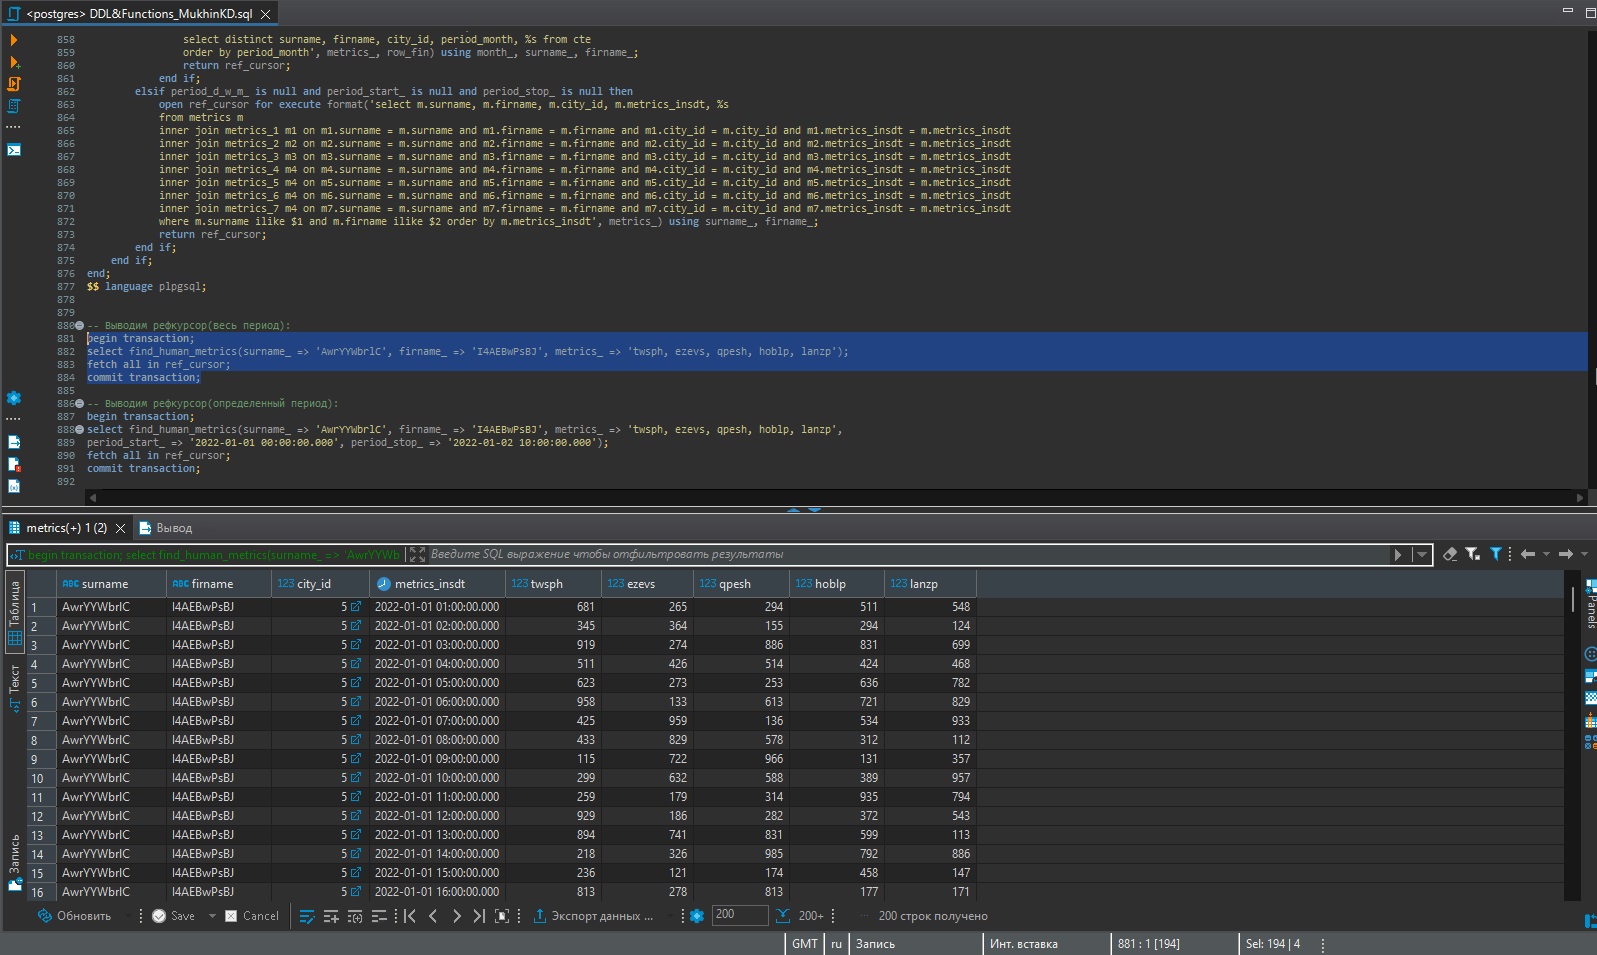 <postgres> DDL&Functions_MukhinKD.sql
858 select distinct surname, firname, city_id, period_month, %s from cte
859 order by period_month', metrics_, row_fin) using month_, surname_, firname_;
860 return ref_cursor;
861 end if;
862 elsif period_d_w_m_ is null and period_start_ is null and period_stop_ is null then
863 open ref_cursor for execute format('select m.surname, m.firname, m.city_id, m.metrics_insdt, %s
864 from metrics m
865 inner join metrics_1 m1 on m1.surname = m.surname and m1.firname = m.firname and m1.city_id = m.city_id and m1.metrics_insdt = m.metrics_insdt
866 inner join metrics_2 m2 on m2.surname = m.surname and m2.firname = m.firname and m2.city_id = m.city_id and m2.metrics_insdt = m.metrics_insdt
867 inner join metrics_3 m3 on m3.surname = m.surname and m3.firname = m.firname and m3.city_id = m.city_id and m3.metrics_insdt = m.metrics_insdt
868 inner join metrics_4 m4 on m4.surname = m.surname and m4.firname = m.firname and m4.city_id = m.city_id and m4.metrics_insdt = m.metrics_insdt
869 inner join metrics_5 m4 on m5.surname = m.surname and m5.firname = m.firname and m5.city_id = m.city_id and m5.metrics_insdt = m.metrics_insdt
870 inner join metrics_6 m4 on m6.surname = m.surname and m6.firname = m.firname and m6.city_id = m.city_id and m6.metrics_insdt = m.metrics_insdt
871 inner join metrics_7 m4 on m7.surname = m.surname and m7.firname = m.firname and m7.city_id = m.city_id and m7.metrics_insdt = m.metrics_insdt
872 where m.surname ilike $1 and m.firname ilike $2 order by m.metrics_insdt', metrics_) using surname_, firname_;
873 return ref_cursor;
874 end if;
875 end if;
876 end;
877 $$ language plpgsql;
878
879
880 -- Выводим рефкурсор(весь период):
881 begin transaction;
882 select find_human_metrics(surname_ => 'AwrYYWbrlC', firname_ => 'I4AEBwPsBJ', metrics_ => 'twsph, ezevs, qpesh, hoblp, lanzp');
883 fetch all in ref_cursor;
884 commit transaction;
885
886 -- Выводим рефкурсор(определенный период):
887 begin transaction;
888 select find_human_metrics(surname_ => 'AwrYYWbrlC', firname_ => 'I4AEBwPsBJ', metrics_ => 'twsph, ezevs, qpesh, hoblp, lanzp',
889 period_start_ => '2022-01-01 00:00:00.000', period_stop_ => '2022-01-02 10:00:00.000');
890 fetch all in ref_cursor;
891 commit transaction;
892
metrics(+) 1 (2) Вывод
begin transaction; select find_human_metrics(surname_ => 'AwrYYWb Введите SQL выражение чтобы отфильтровать результаты
Таблица
Текст
Запись
Panels
ABC surname ABC firname 123 city_id metrics_insdt 123 twsph 123 ezevs 123 qpesh 123 hoblp 123 lanzp
1 AwrYYWbrlC I4AEBwPsBJ 5 2022-01-01 01:00:00.000 681 265 294 511 548
2 AwrYYWbrlC I4AEBwPsBJ 5 2022-01-01 02:00:00.000 345 364 155 294 124
3 AwrYYWbrlC I4AEBwPsBJ 5 2022-01-01 03:00:00.000 919 274 886 831 699
4 AwrYYWbrlC I4AEBwPsBJ 5 2022-01-01 04:00:00.000 511 426 514 424 468
5 AwrYYWbrlC I4AEBwPsBJ 5 2022-01-01 05:00:00.000 623 273 253 636 782
6 AwrYYWbrlC I4AEBwPsBJ 5 2022-01-01 06:00:00.000 958 133 613 721 829
7 AwrYYWbrlC I4AEBwPsBJ 5 2022-01-01 07:00:00.000 425 959 136 534 933
8 AwrYYWbrlC I4AEBwPsBJ 5 2022-01-01 08:00:00.000 433 829 578 312 112
9 AwrYYWbrlC I4AEBwPsBJ 5 2022-01-01 09:00:00.000 115 722 966 131 357
10 AwrYYWbrlC I4AEBwPsBJ 5 2022-01-01 10:00:00.000 299 632 588 389 957
11 AwrYYWbrlC I4AEBwPsBJ 5 2022-01-01 11:00:00.000 259 179 314 935 794
12 AwrYYWbrlC I4AEBwPsBJ 5 2022-01-01 12:00:00.000 929 186 282 372 543
13 AwrYYWbrlC I4AEBwPsBJ 5 2022-01-01 13:00:00.000 894 741 831 599 113
14 AwrYYWbrlC I4AEBwPsBJ 5 2022-01-01 14:00:00.000 218 326 985 792 886
15 AwrYYWbrlC I4AEBwPsBJ 5 2022-01-01 15:00:00.000 236 121 174 458 147
16 AwrYYWbrlC I4AEBwPsBJ 5 2022-01-01 16:00:00.000 813 278 813 177 171
Обновить Save Cancel Экспорт данных ... 200 200+ 200 строк получено
GMT ru Запись Инт. вставка 881 : 1 [194] Sel: 194 | 4